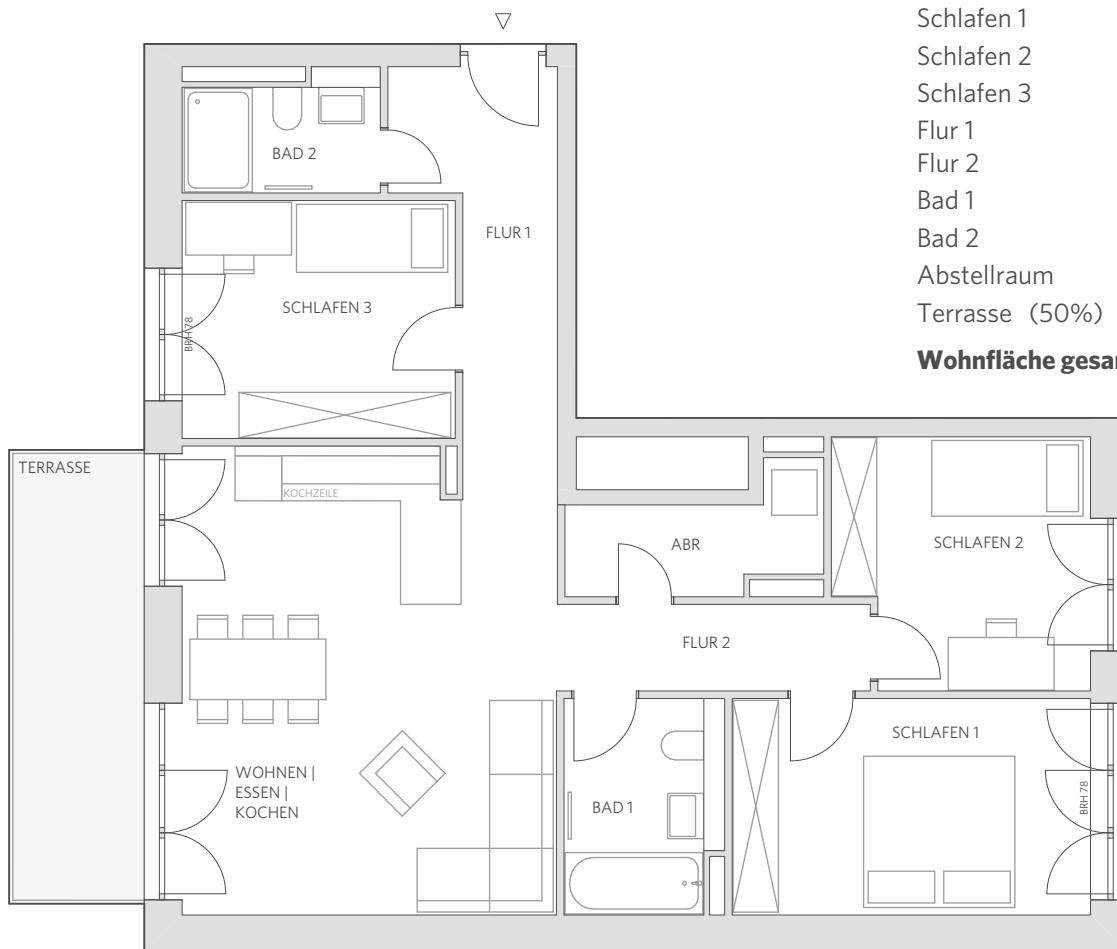 Schlafen 1
Schlafen 2
Schlafen 3
Flur 1
Flur 2
Bad 1
Bad 2
Abstellraum
Terrasse (50%)
BAD 2
FLUR 1
SCHLAFEN 3
BRH 78
TERRASSE
KOCHZEILE
ABR
SCHLAFEN 2
FLUR 2
SCHLAFEN 1
WOHNEN |
ESSEN |
KOCHEN
BAD 1
BRH 78
Wohnfläche